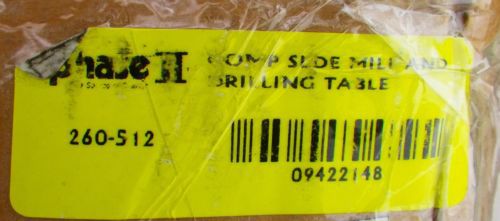 phase II
COMP SLDE MILL AND
DRILLING TABLE
260-512
09422148